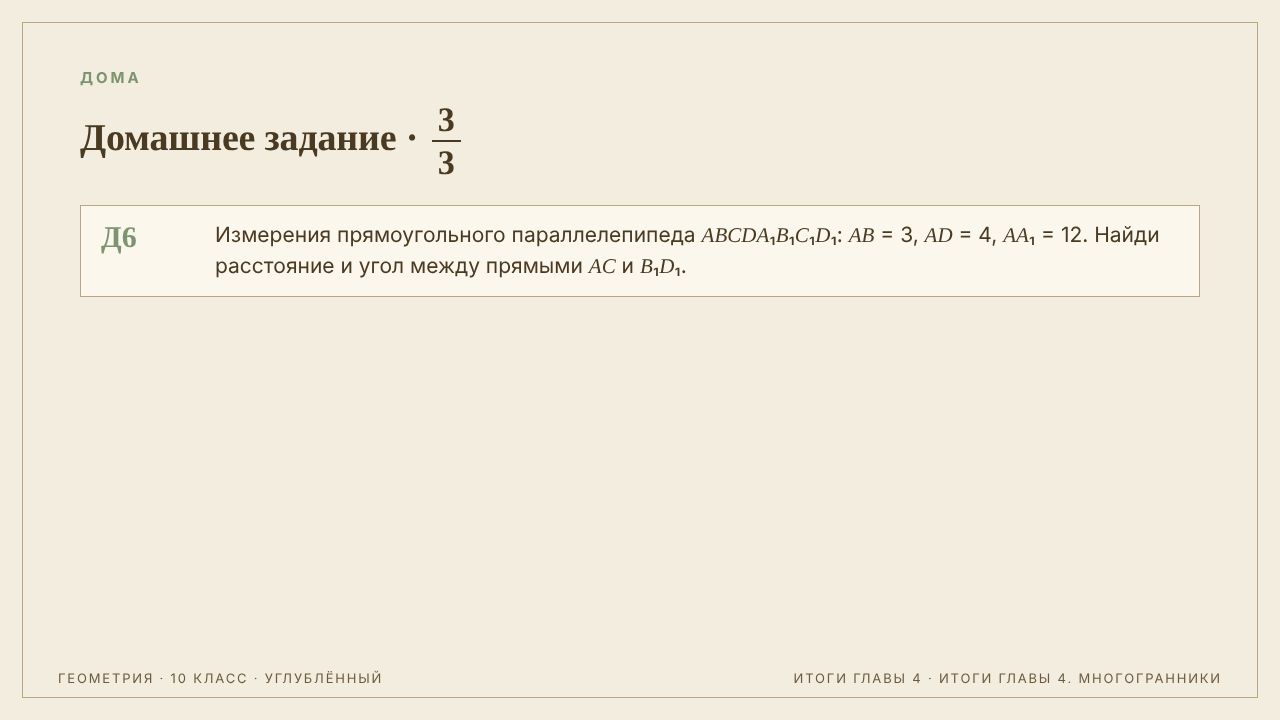 ДОМА
Домашнее задание · 3/3
Д6
Измерения прямоугольного параллелепипеда ABCDA₁B₁C₁D₁: AB = 3, AD = 4, AA₁ = 12. Найди
расстояние и угол между прямыми AC и B₁D₁.
ГЕОМЕТРИЯ · 10 КЛАСС · УГЛУБЛЁННЫЙ
ИТОГИ ГЛАВЫ 4 · ИТОГИ ГЛАВЫ 4. МНОГОГРАННИКИ